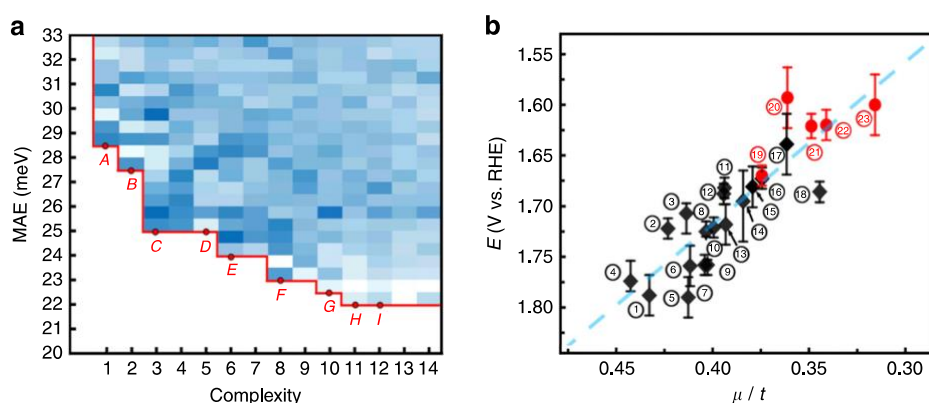 a
33
32
31
30
29
28
27
26
25
24
23
22
21
20
MAE (meV)
A
B
C
D
E
F
G
H
I
1 2 3 4 5 6 7 8 9 10 11 12 13 14
Complexity
b
1.55
1.60
1.65
1.70
1.75
1.80
E (V vs. RHE)
20
23
22
21
19
17
11
16
18
12
3
8
15
2
14
10
13
4
6
9
7
5
1
0.45 0.40 0.35 0.30
μ / t